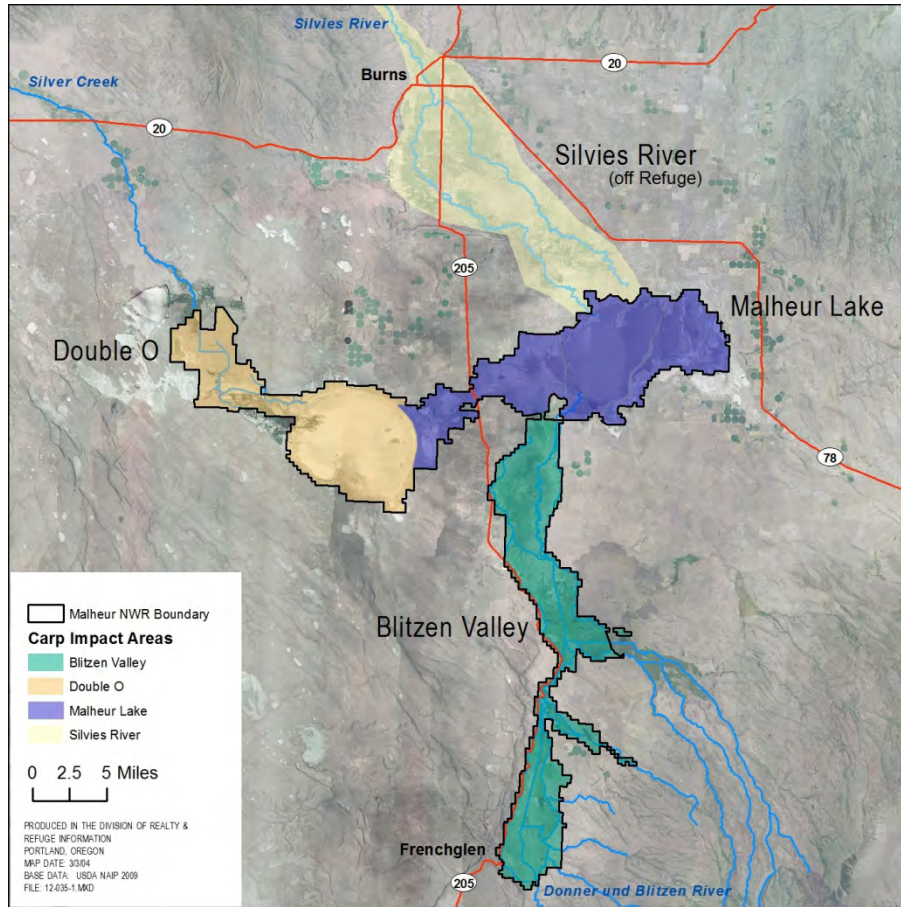 Silvies River
Burns
20
Silver Creek
20
Silvies River
(off Refuge)
205
Malheur Lake
Double O
78
Blitzen Valley
Malheur NWR Boundary
Carp Impact Areas
Blitzen Valley
Double O
Malheur Lake
Silvies River
0 2.5 5 Miles
PRODUCED IN THE DIVISION OF REALTY &
REFUGE INFORMATION
PORTLAND, OREGON
MAP DATE: 3/3/04
BASE DATA: USDA NAIP 2009
FILE: 12-035-1.MXD
Frenchglen
205
Donner und Blitzen River